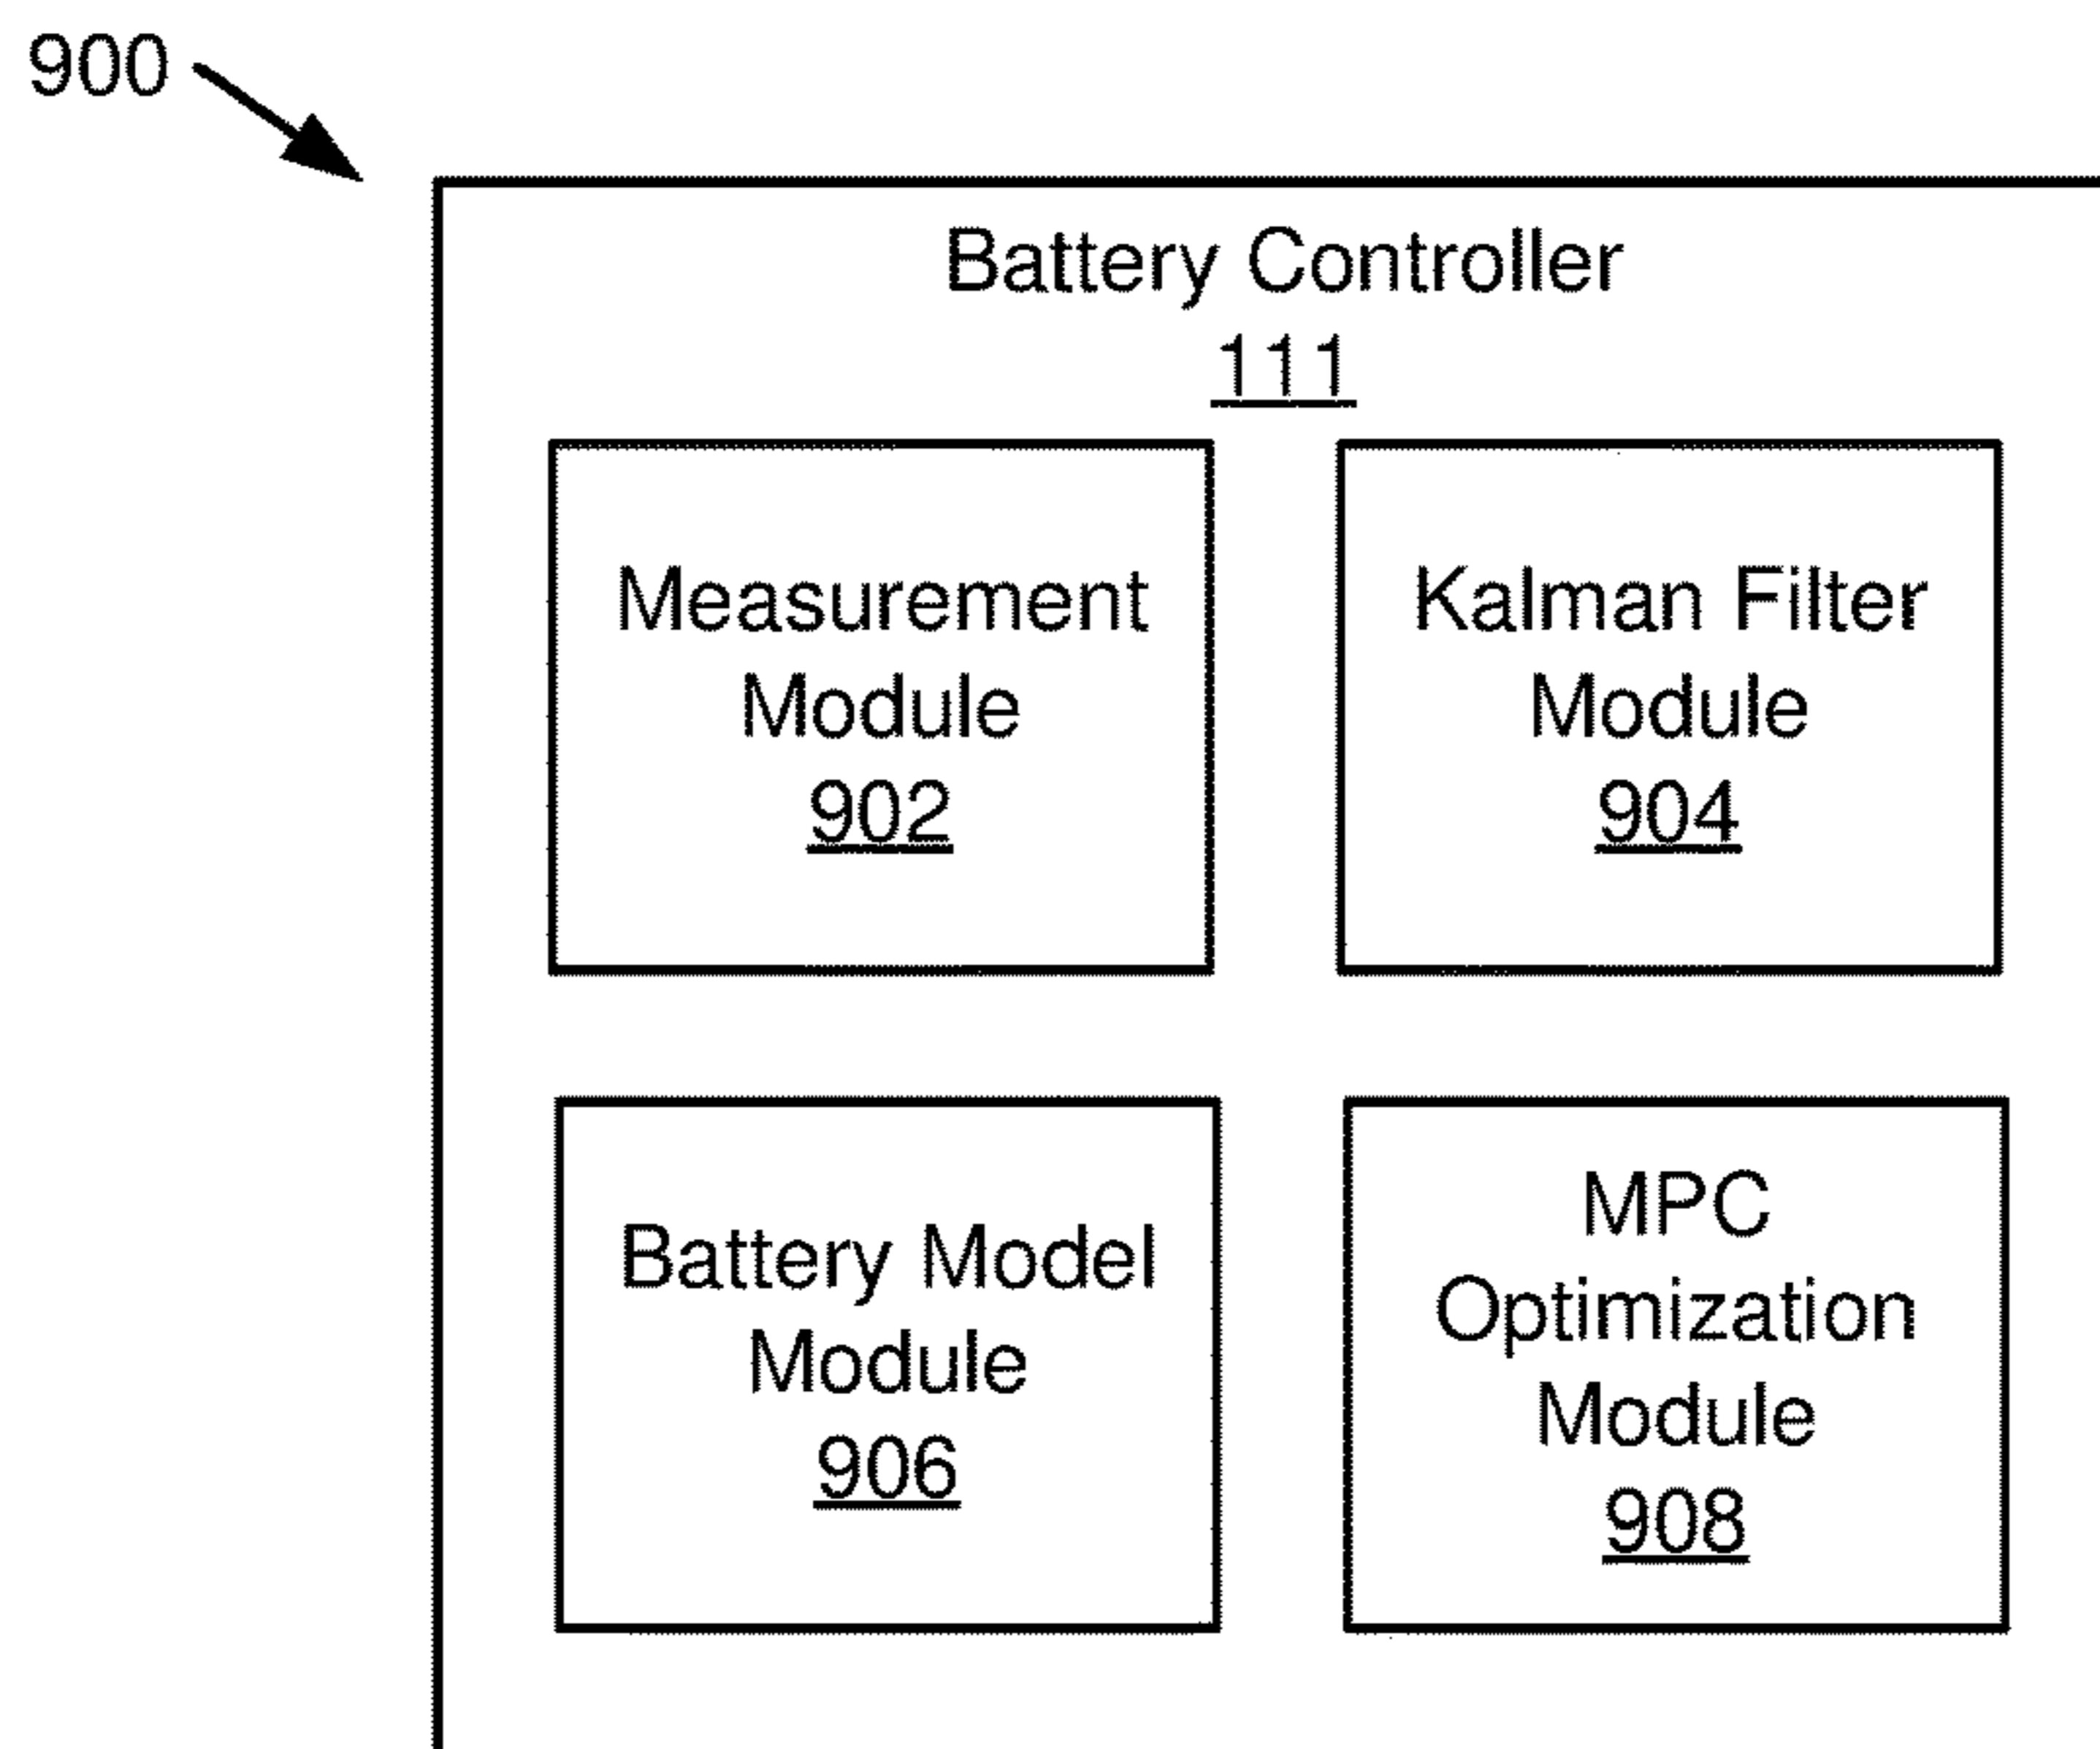 900
Battery Controller
111
Measurement
Module
902
Kalman Filter
Module
904
Battery Model
Module
906
MPC
Optimization
Module
908